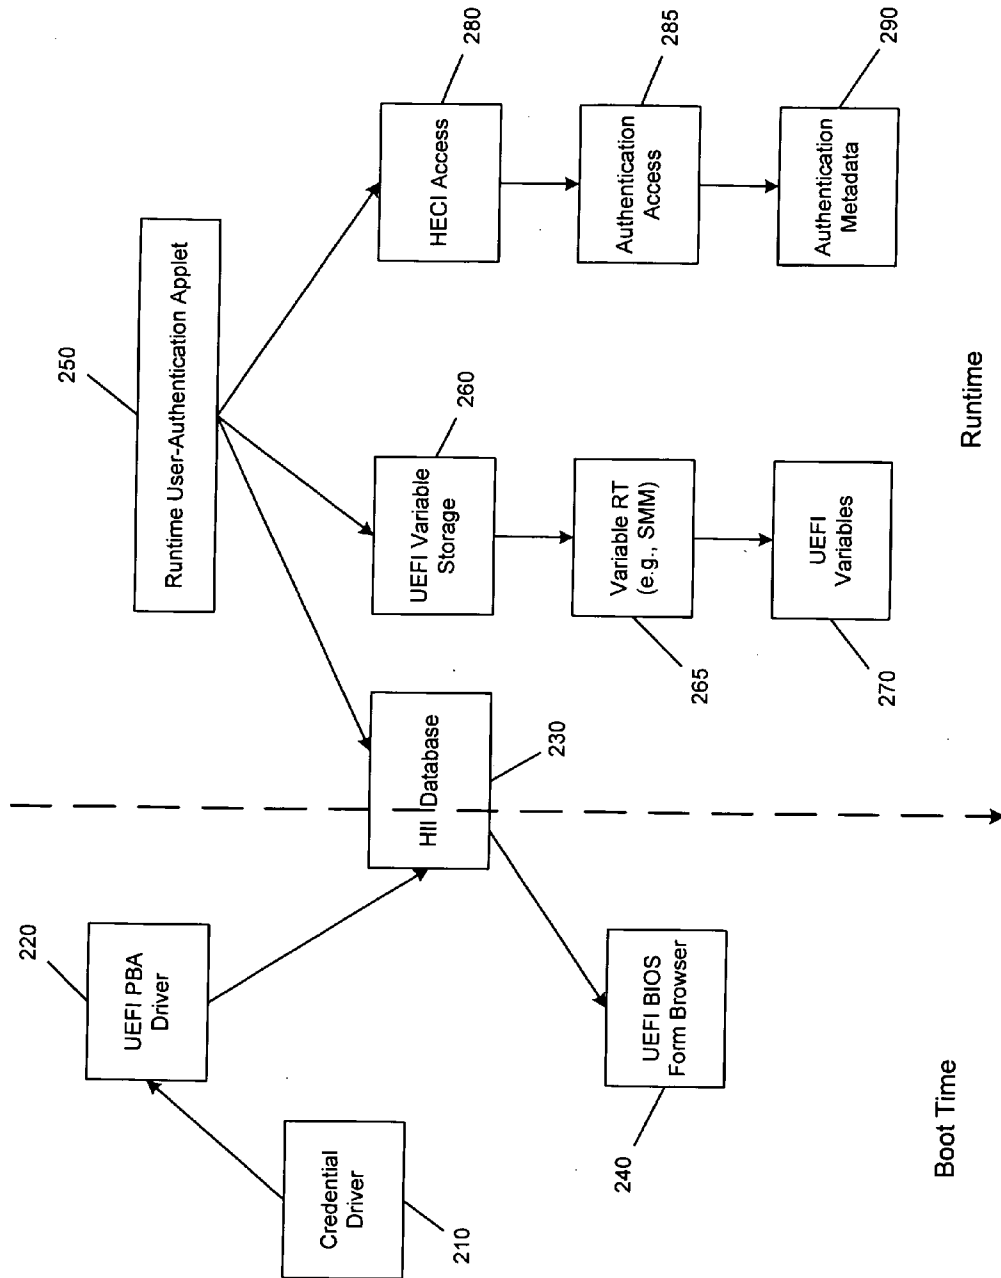 250
Runtime User-Authentication Applet
220
UEFI PBA
Driver
Credential
Driver
210
HII Database
230
UEFI BIOS
Form Browser
240
UEFI Variable
Storage
260
Variable RT
(e.g., SMM)
265
UEFI
Variables
270
HECI Access
280
Authentication
Access
285
Authentication
Metadata
290
Boot Time
Runtime